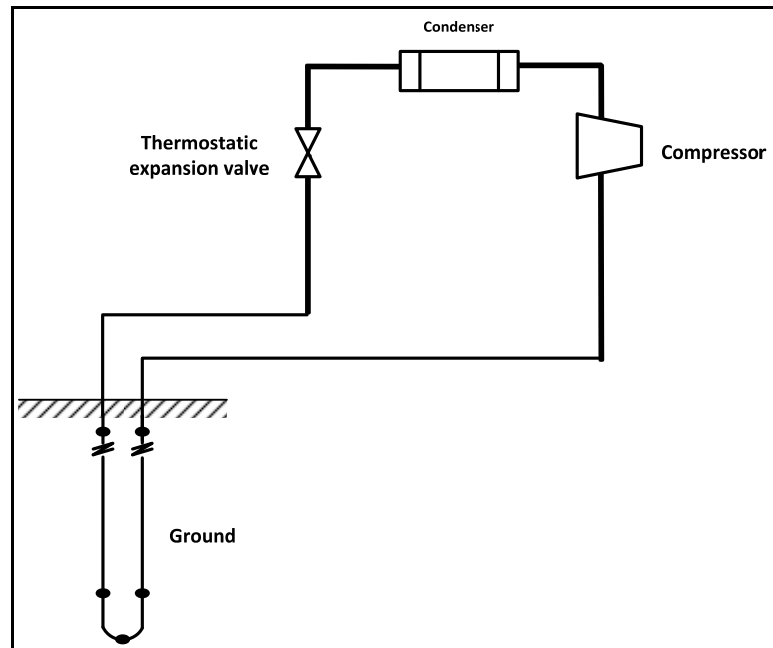 Condenser
Thermostatic
expansion valve
Compressor
Ground